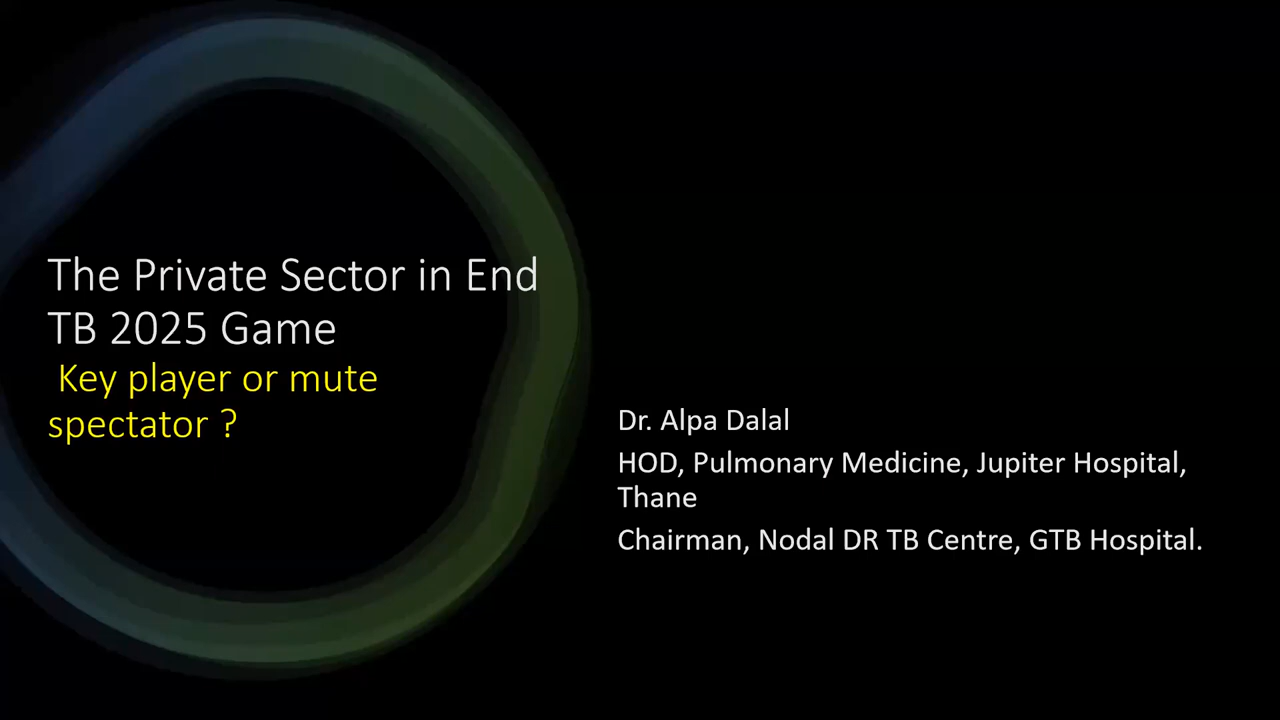 The Private Sector in End
TB 2025 Game
Key player or mute
spectator ?
Dr. Alpa Dalal
HOD, Pulmonary Medicine, Jupiter Hospital,
Thane
Chairman, Nodal DR TB Centre, GTB Hospital.